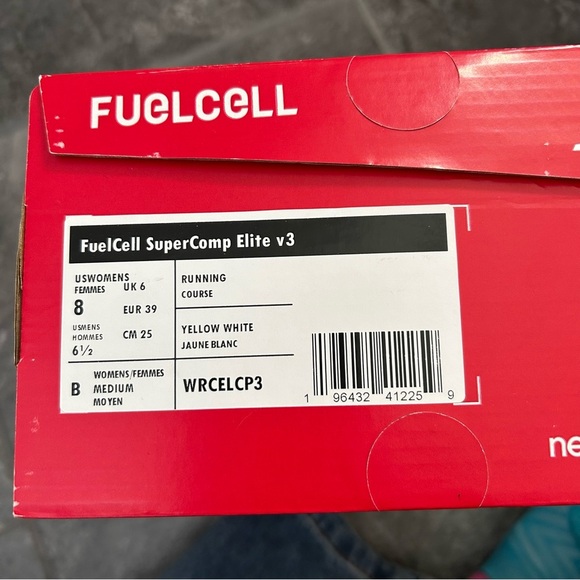 FUELCELL
FuelCell SuperComp Elite v3
USWOMENS
FEMMES
8
UK 6
EUR 39
USMENS
HOMMES
6½
CM 25
B
WOMENS/FEMMES
MEDIUM
MOYEN
RUNNING
COURSE
YELLOW WHITE
JAUNE BLANC
WRCELCP3
1 96432 41225 9
ne